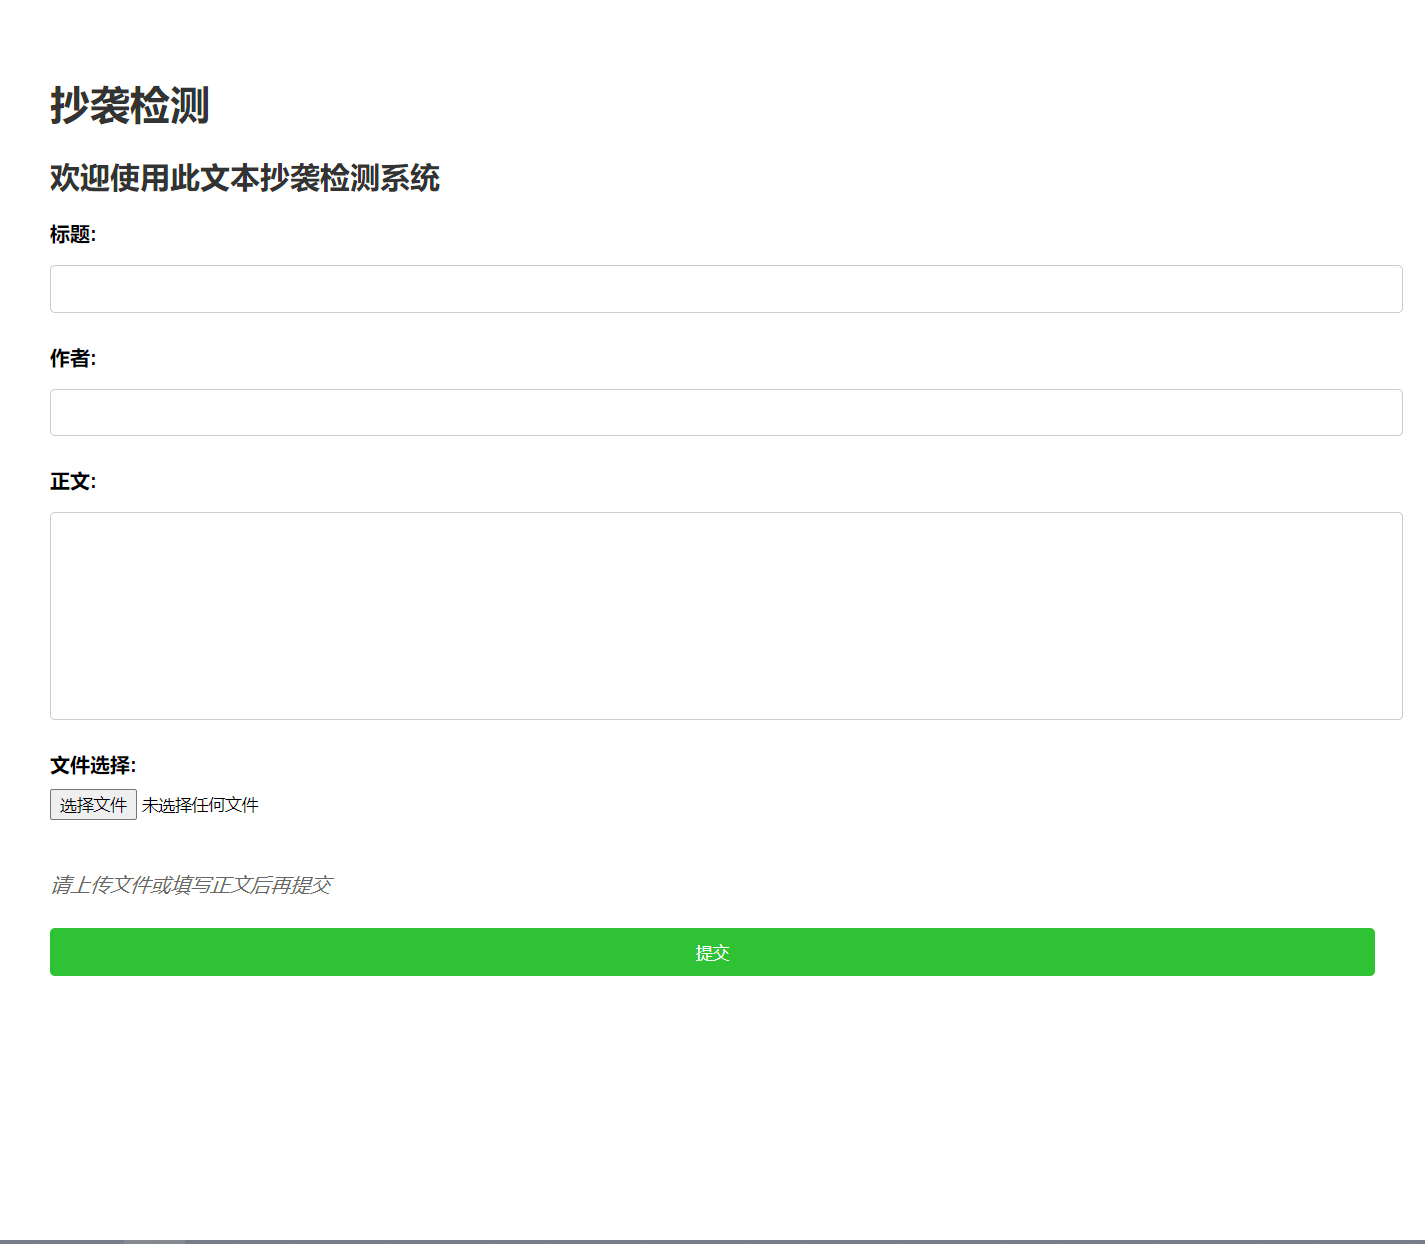 抄袭检测
欢迎使用此文本抄袭检测系统
标题:
作者:
正文:
文件选择:
选择文件 未选择任何文件
请上传文件或填写正文后再提交
提交